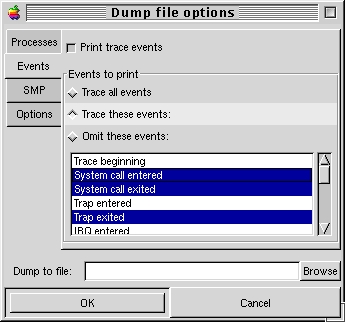 Dump file options
Processes
Events
SMP
Options
Print trace events
Events to print
Trace all events
Trace these events:
Omit these events:
Trace beginning
System call entered
System call exited
Trap entered
Trap exited
IRQ entered
Dump to file:
Browse
OK
Cancel